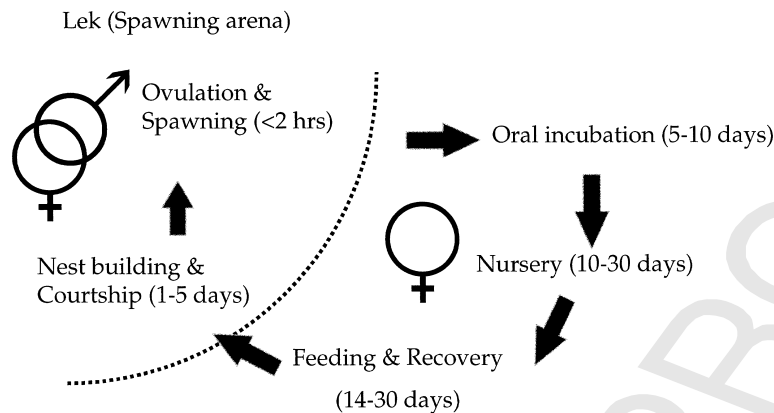 Lek (Spawning arena)
Ovulation &
Spawning (<2 hrs)
Oral incubation (5-10 days)
Nest building &
Courtship (1-5 days)
Nursery (10-30 days)
Feeding & Recovery
(14-30 days)